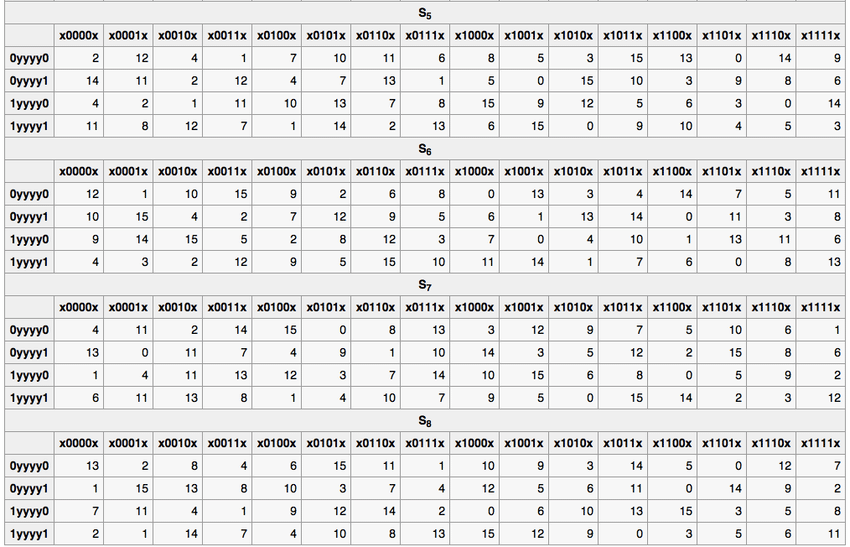 S5
x0000x x0001x x0010x x0011x x0100x x0101x x0110x x0111x x1000x x1001x x1010x x1011x x1100x x1101x x1110x x1111x
0yyyy0 2 12 4 1 7 10 11 6 8 5 3 15 13 0 14 9
0yyyy1 14 11 2 12 4 7 13 1 5 0 15 10 3 9 8 6
1yyyy0 4 2 1 11 10 13 7 8 15 9 12 5 6 3 0 14
1yyyy1 11 8 12 7 1 14 2 13 6 15 0 9 10 4 5 3
S6
x0000x x0001x x0010x x0011x x0100x x0101x x0110x x0111x x1000x x1001x x1010x x1011x x1100x x1101x x1110x x1111x
0yyyy0 12 1 10 15 9 2 6 8 0 13 3 4 14 7 5 11
0yyyy1 10 15 4 2 7 12 9 5 6 1 13 14 0 11 3 8
1yyyy0 9 14 15 5 2 8 12 3 7 0 4 10 1 13 11 6
1yyyy1 4 3 2 12 9 5 15 10 11 14 1 7 6 0 8 13
S7
x0000x x0001x x0010x x0011x x0100x x0101x x0110x x0111x x1000x x1001x x1010x x1011x x1100x x1101x x1110x x1111x
0yyyy0 4 11 2 14 15 0 8 13 3 12 9 7 5 10 6 1
0yyyy1 13 0 11 7 4 9 1 10 14 3 5 12 2 15 8 6
1yyyy0 1 4 11 13 12 3 7 14 10 15 6 8 0 5 9 2
1yyyy1 6 11 13 8 1 4 10 7 9 5 0 15 14 2 3 12
S8
x0000x x0001x x0010x x0011x x0100x x0101x x0110x x0111x x1000x x1001x x1010x x1011x x1100x x1101x x1110x x1111x
0yyyy0 13 2 8 4 6 15 11 1 10 9 3 14 5 0 12 7
0yyyy1 1 15 13 8 10 3 7 4 12 5 6 11 0 14 9 2
1yyyy0 7 11 4 1 9 12 14 2 0 6 10 13 15 3 5 8
1yyyy1 2 1 14 7 4 10 8 13 15 12 9 0 3 5 6 11